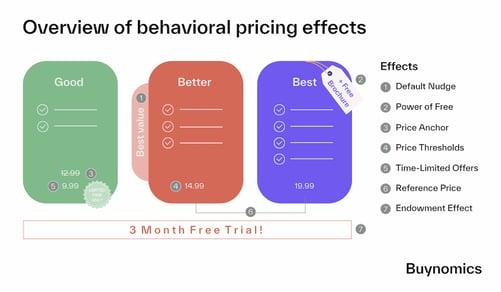 Overview of behavioral pricing effects
Good
12.99 3
5 9.99
1 Best value
Better
4 14.99
Best
+ Free
Brochure
2
19.99
6
3 Month Free Trial!
7
Effects
1 Default Nudge
2 Power of Free
3 Price Anchor
4 Price Thresholds
5 Time-Limited Offers
6 Reference Price
7 Endowment Effect
Buynomics